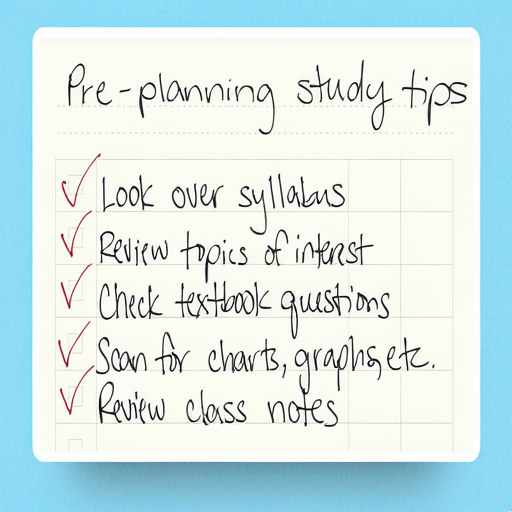 Pre-planning study tips
Look over syllabus
Review topics of interest
Check textbook questions
Scan for charts, graphs, etc.
Review class notes